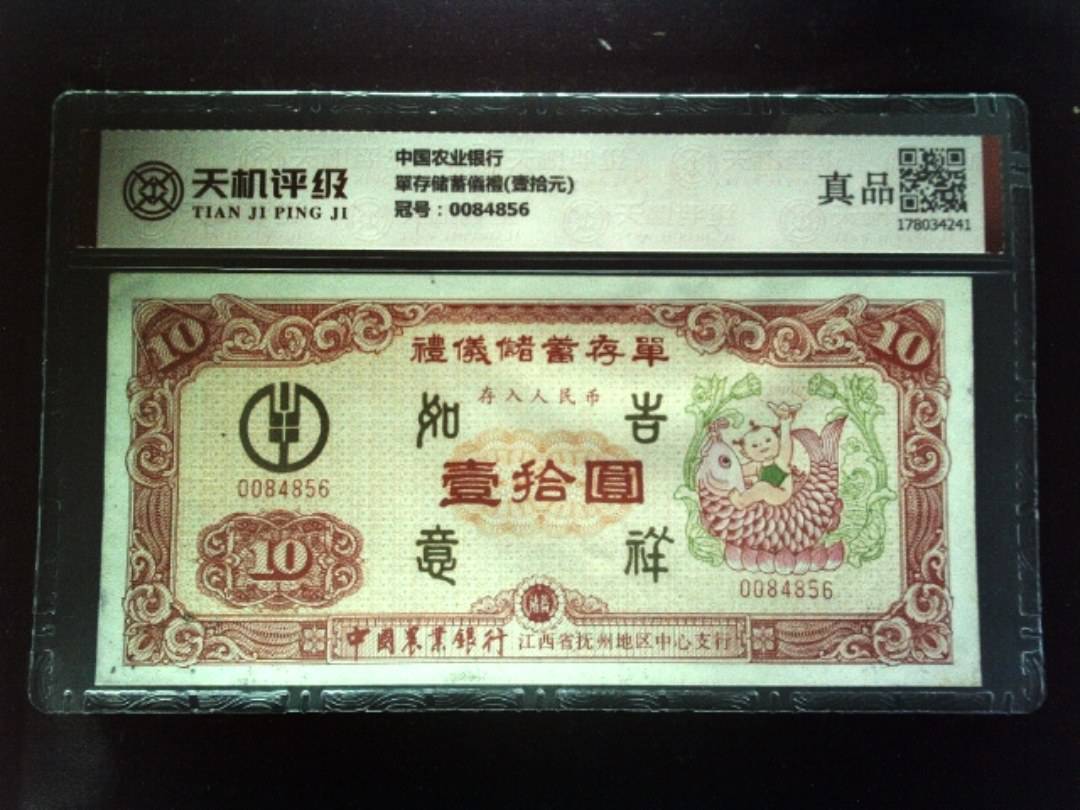 天机评级
TIAN JI PING JI
中国农业银行
單存储蓄儀禮(壹拾元)
冠号：0084856
真品
178034241
10
10
禮儀儲蓄存單
存入人民币
如
吉
壹拾圓
意
祥
0084856
10
0084856
中國農業銀行 江西省抚州地区中心支行